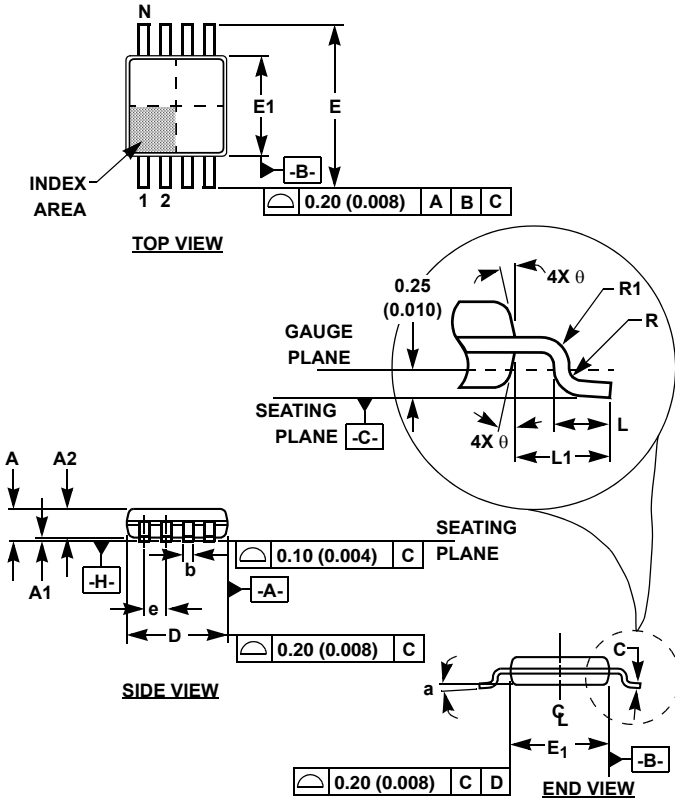 N
E1
E
-B-
INDEX
AREA
1 2
0.20 (0.008) A B C
TOP VIEW
0.25
(0.010)
4X θ
R1
R
GAUGE
PLANE
SEATING
PLANE
-C-
4X θ
L
L1
A A2
SEATING
PLANE
A1
-H-
b
0.10 (0.004) C
-A-
e
D
0.20 (0.008) C
SIDE VIEW
C
a
CL
E1
-B-
0.20 (0.008) C D
END VIEW